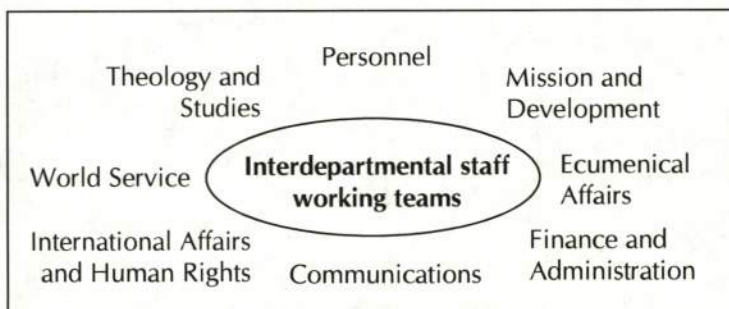 Personnel
Theology and
Studies
Mission and
Development
World Service
Interdepartmental staff
working teams
Ecumenical
Affairs
International Affairs
and Human Rights
Communications
Finance and
Administration